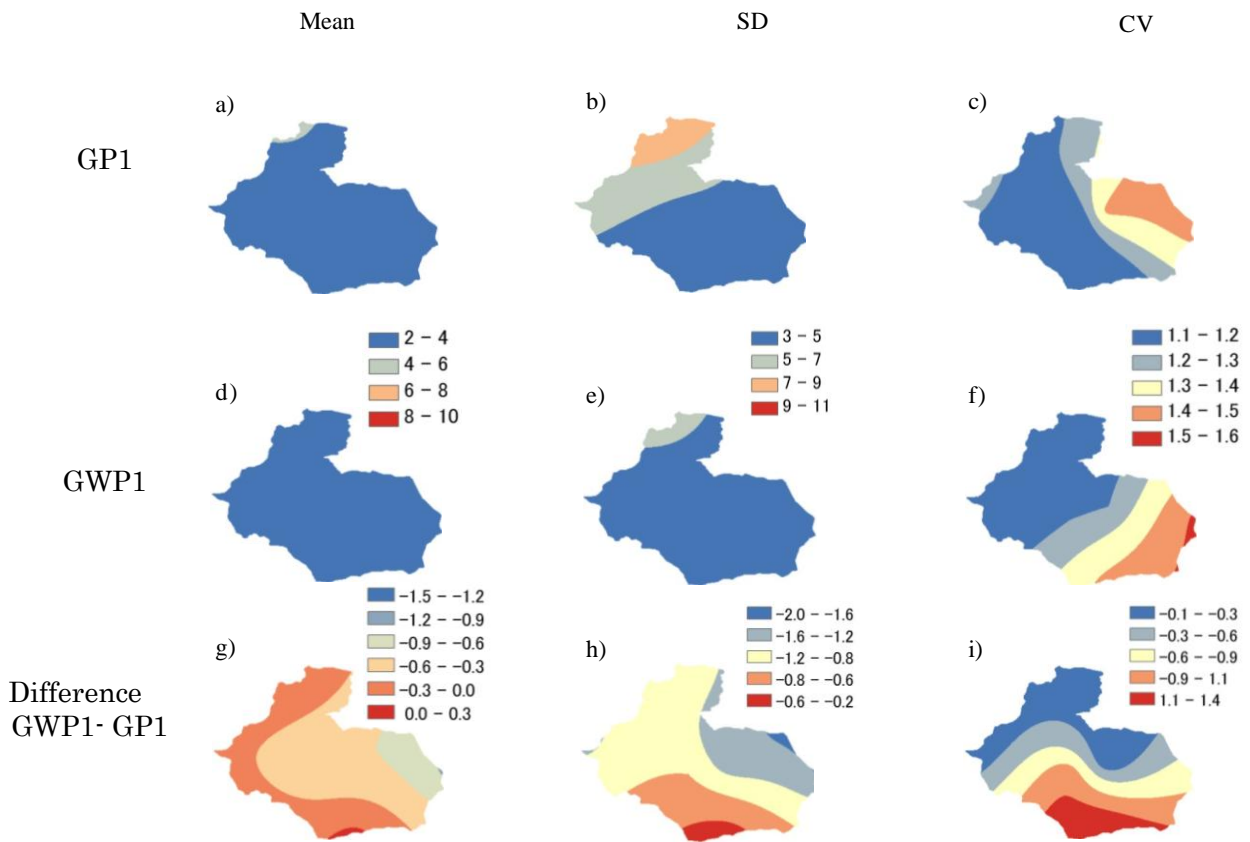 Mean
SD
CV
a)
b)
c)
GP1
2 – 4
4 – 6
6 – 8
8 – 10
3 – 5
5 – 7
7 – 9
9 – 11
1.1 – 1.2
1.2 – 1.3
1.3 – 1.4
1.4 – 1.5
1.5 – 1.6
d)
e)
f)
GWP1
-1.5 – -1.2
-1.2 – -0.9
-0.9 – -0.6
-0.6 – -0.3
-0.3 – 0.0
0.0 – 0.3
-2.0 – -1.6
-1.6 – -1.2
-1.2 – -0.8
-0.8 – -0.6
-0.6 – -0.2
-0.1 – -0.3
-0.3 – -0.6
-0.6 – -0.9
-0.9 – 1.1
1.1 – 1.4
g)
h)
i)
Difference
GWP1- GP1